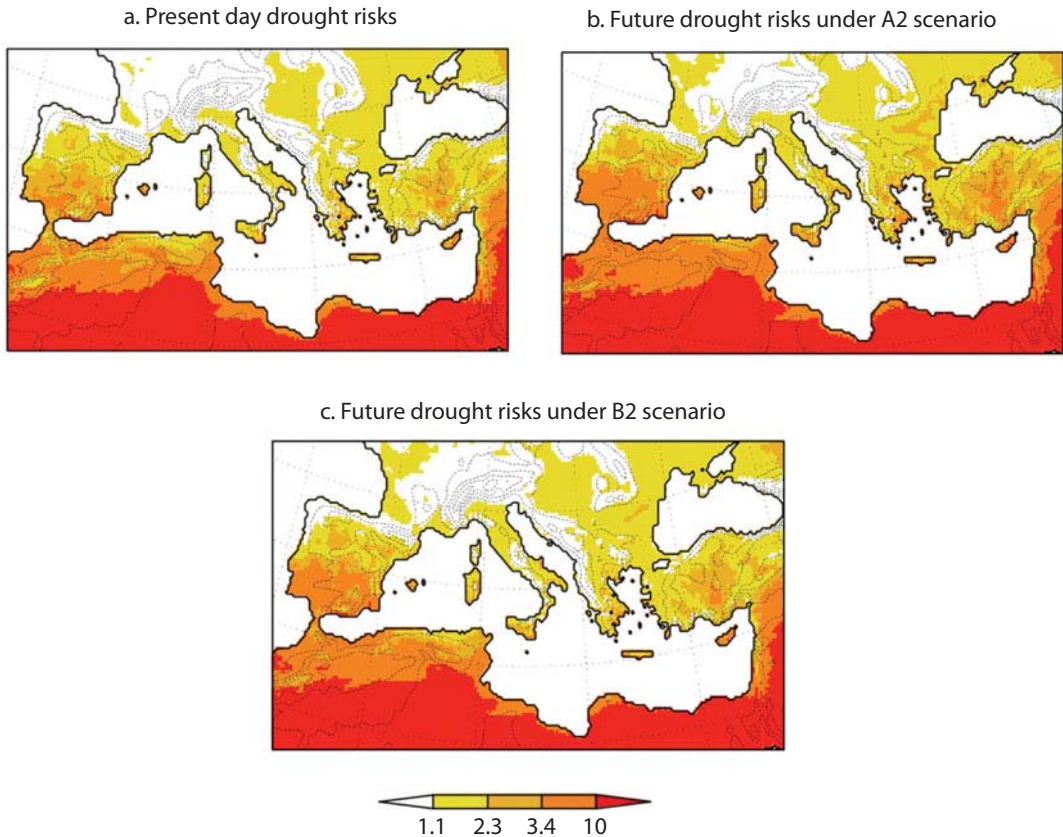 a. Present day drought risks
b. Future drought risks under A2 scenario
c. Future drought risks under B2 scenario
1.1 2.3 3.4 10